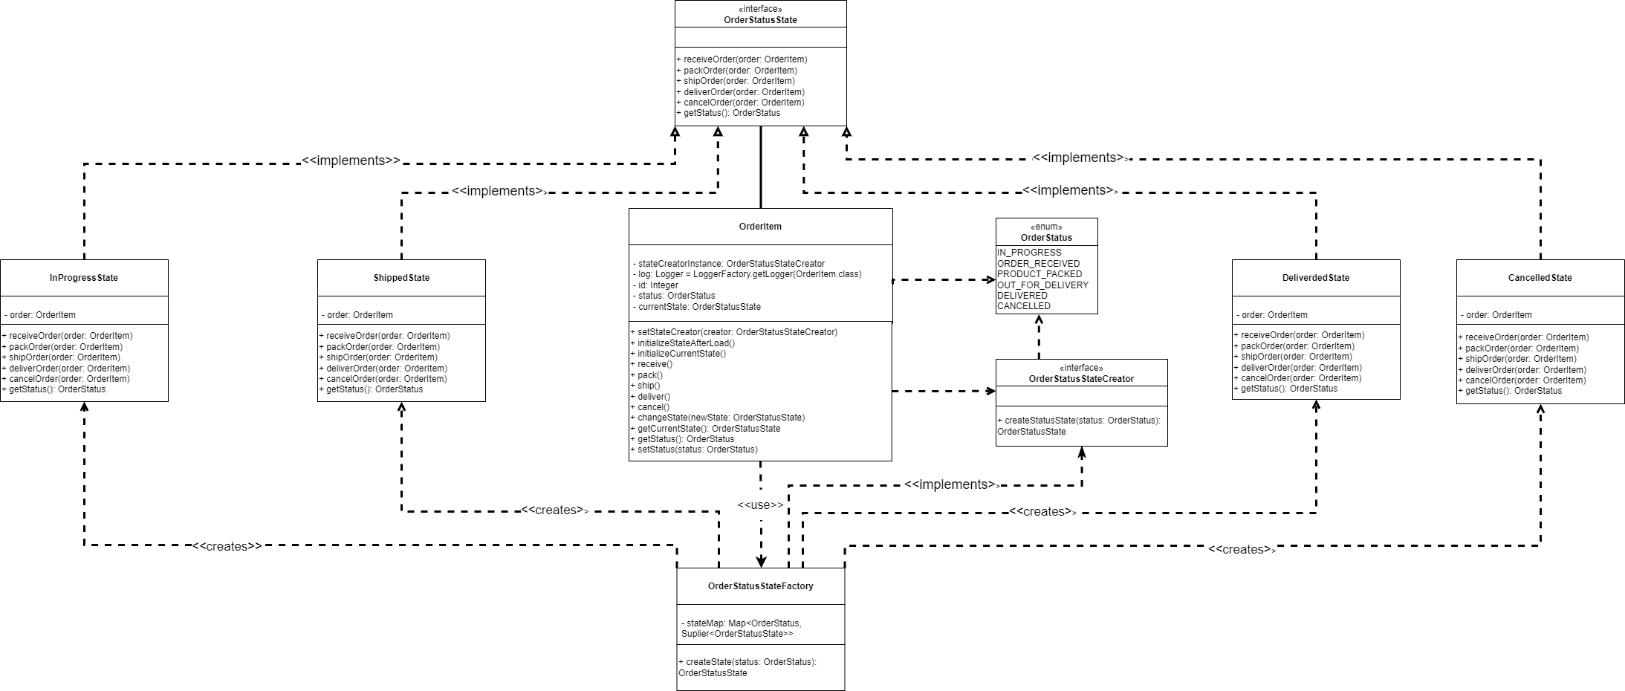 «interface»
OrderStatusState
+ receiveOrder(order: OrderItem)
+ packOrder(order: OrderItem)
+ shipOrder(order: OrderItem)
+ deliverOrder(order: OrderItem)
+ cancelOrder(order: OrderItem)
+ getStatus(): OrderStatus
<<implements>>
<<implements>>
<<implements>>
<<implements>>
InProgressState
- order: OrderItem
+ receiveOrder(order: OrderItem)
+ packOrder(order: OrderItem)
+ shipOrder(order: OrderItem)
+ deliverOrder(order: OrderItem)
+ cancelOrder(order: OrderItem)
+ getStatus(): OrderStatus
ShippedState
- order: OrderItem
+ receiveOrder(order: OrderItem)
+ packOrder(order: OrderItem)
+ shipOrder(order: OrderItem)
+ deliverOrder(order: OrderItem)
+ cancelOrder(order: OrderItem)
+ getStatus(): OrderStatus
OrderItem
- stateCreatorInstance: OrderStatusStateCreator
- log: Logger = LoggerFactory.getLogger(OrderItem.class)
- id: Integer
- status: OrderStatus
- currentState: OrderStatusState
+ setStateCreator(creator: OrderStatusStateCreator)
+ initializeStateAfterLoad()
+ initializeCurrentState()
+ receive()
+ pack()
+ ship()
+ deliver()
+ cancel()
+ changeState(newState: OrderStatusState)
+ getCurrentState(): OrderStatusState
+ getStatus(): OrderStatus
+ setStatus(status: OrderStatus)
«enum»
OrderStatus
IN_PROGRESS
ORDER_RECEIVED
PRODUCT_PACKED
OUT_FOR_DELIVERY
DELIVERED
CANCELLED
«interface»
OrderStatusStateCreator
+ createStatusState(status: OrderStatus):
OrderStatusState
DeliverdedState
- order: OrderItem
+ receiveOrder(order: OrderItem)
+ packOrder(order: OrderItem)
+ shipOrder(order: OrderItem)
+ deliverOrder(order: OrderItem)
+ cancelOrder(order: OrderItem)
+ getStatus(): OrderStatus
CancelledState
- order: OrderItem
+ receiveOrder(order: OrderItem)
+ packOrder(order: OrderItem)
+ shipOrder(order: OrderItem)
+ deliverOrder(order: OrderItem)
+ cancelOrder(order: OrderItem)
+ getStatus(): OrderStatus
<<implements>>
<<use>>
<<creates>>
<<creates>>
<<creates>>
<<creates>>
OrderStatusStateFactory
- stateMap: Map<OrderStatus,
Suplier<OrderStatusState>>
+ createState(status: OrderStatus):
OrderStatusState